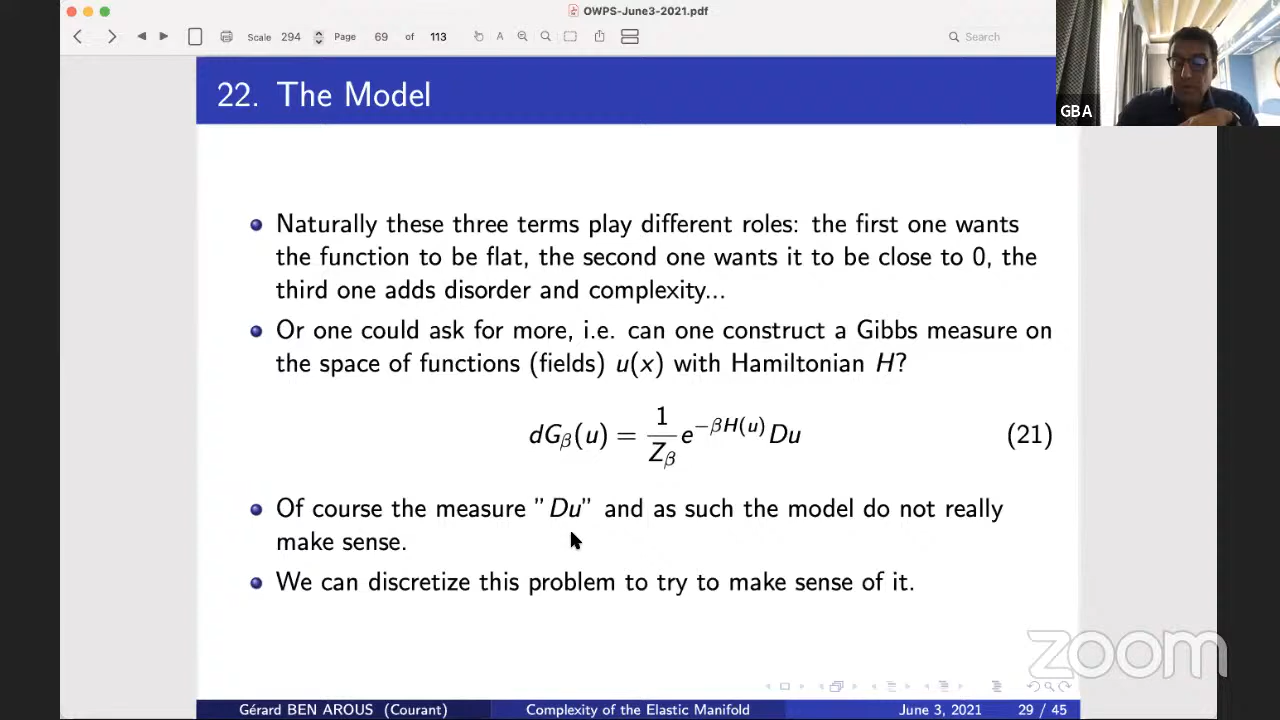 OWPS-June3-2021.pdf
Scale 294 Page 69 of 113 A Search
GBA
22. The Model
Naturally these three terms play different roles: the first one wants
the function to be flat, the second one wants it to be close to 0, the
third one adds disorder and complexity...
Or one could ask for more, i.e. can one construct a Gibbs measure on
the space of functions (fields) u(x) with Hamiltonian H?
dG_β(u) = \frac{1}{Z_β} e^{-βH(u)} Du (21)
Of course the measure "Du" and as such the model do not really
make sense.
We can discretize this problem to try to make sense of it.
zoom
Gérard BEN AROUS (Courant) Complexity of the Elastic Manifold June 3, 2021 29 / 45